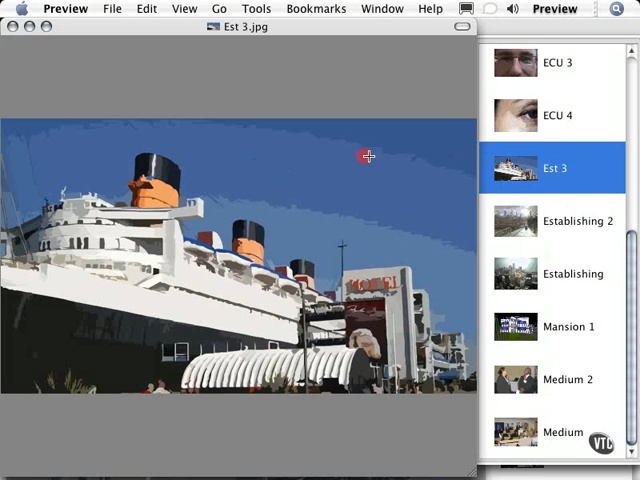 Preview File Edit View Go Tools Bookmarks Window Help Preview
Est 3.jpg
ECU 3
ECU 4
Est 3
Establishing 2
Establishing
Mansion 1
Medium 2
Medium
VTC
HOTEL